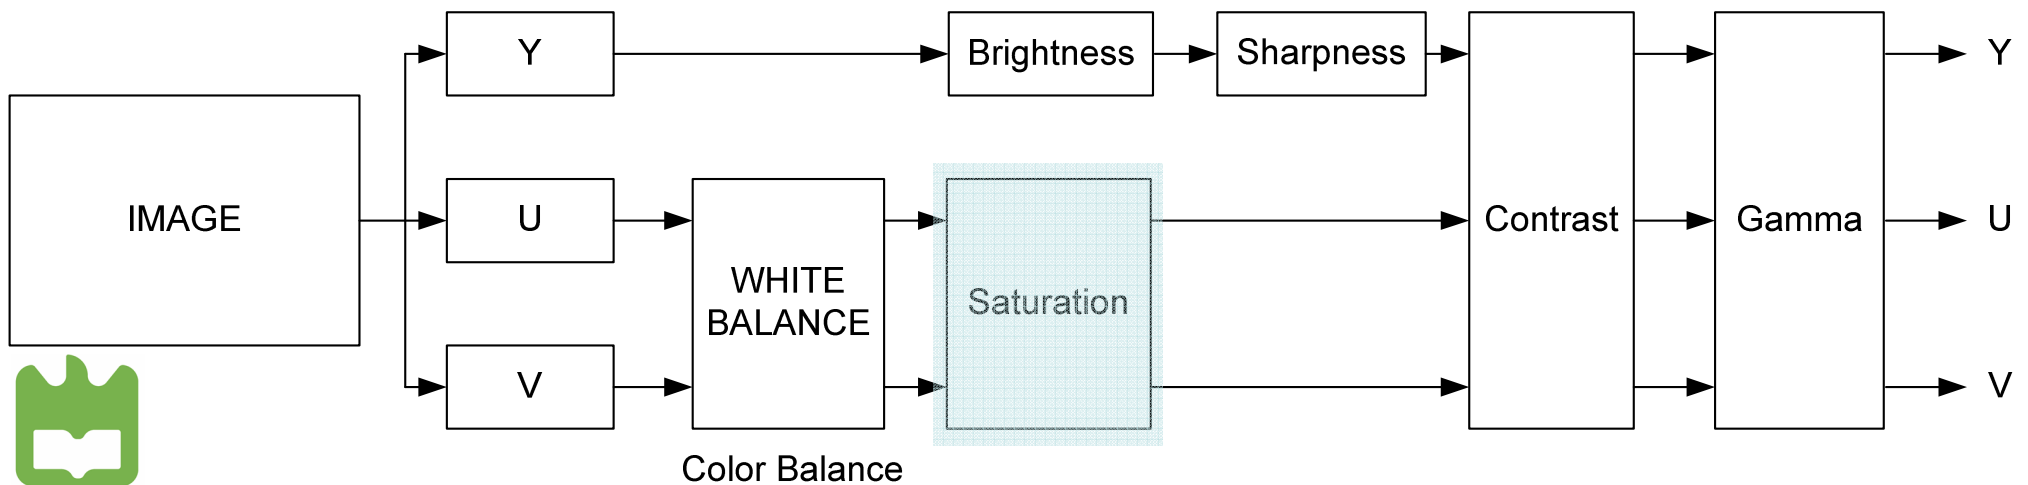 Y
Brightness
Sharpness
Y
IMAGE
U
Contrast
Gamma
U
WHITE
BALANCE
Saturation
V
V
Color Balance